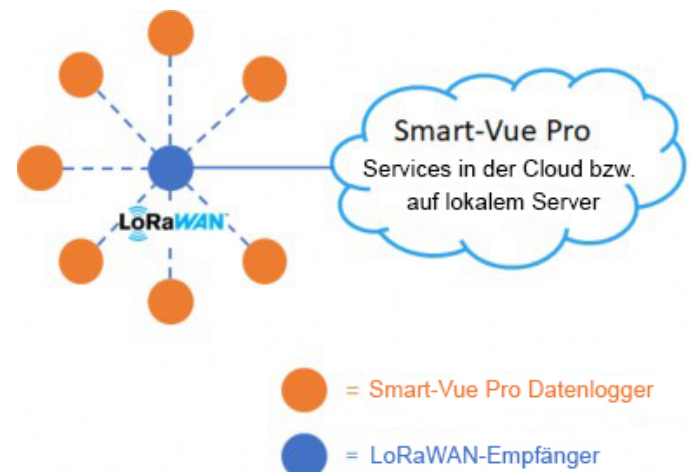 Smart-Vue Pro
Services in der Cloud bzw.
auf lokalem Server
LoRaWAN
= Smart-Vue Pro Datenlogger
= LoRaWAN-Empfänger